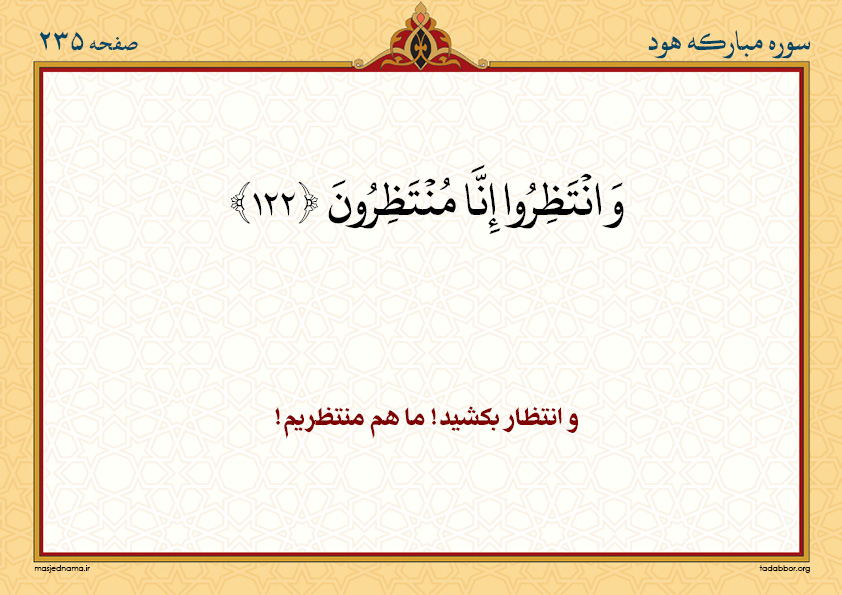 سوره مبارکه هود
صفحه ۲۳۵
وَ انْتَظِرُوا إِنَّا مُنْتَظِرُونَ ﴿۱۲۲﴾
و انتظار بکشید! ما هم منتظریم!
masjednama.ir
tadabbor.org